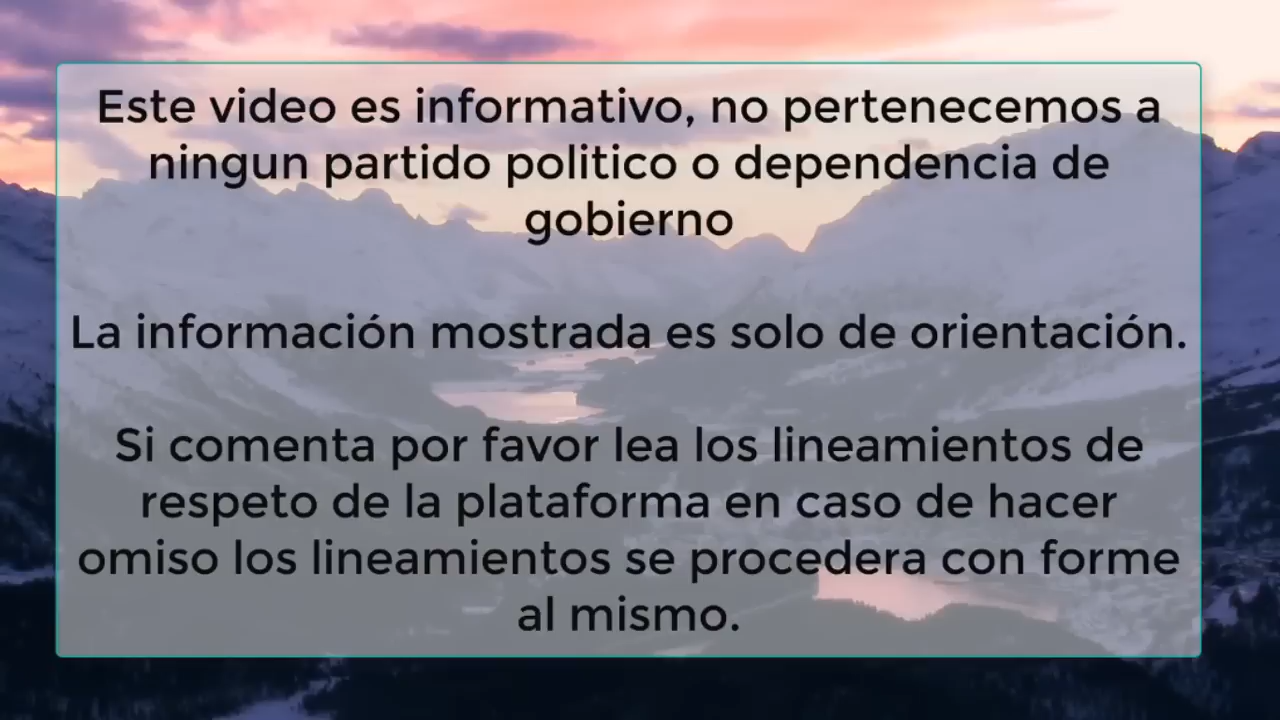 Este video es informativo, no pertenecemos a
ningun partido politico o dependencia de
gobierno
La información mostrada es solo de orientación.
Si comenta por favor lea los lineamientos de
respeto de la plataforma en caso de hacer
omiso los lineamientos se procedera con forme
al mismo.